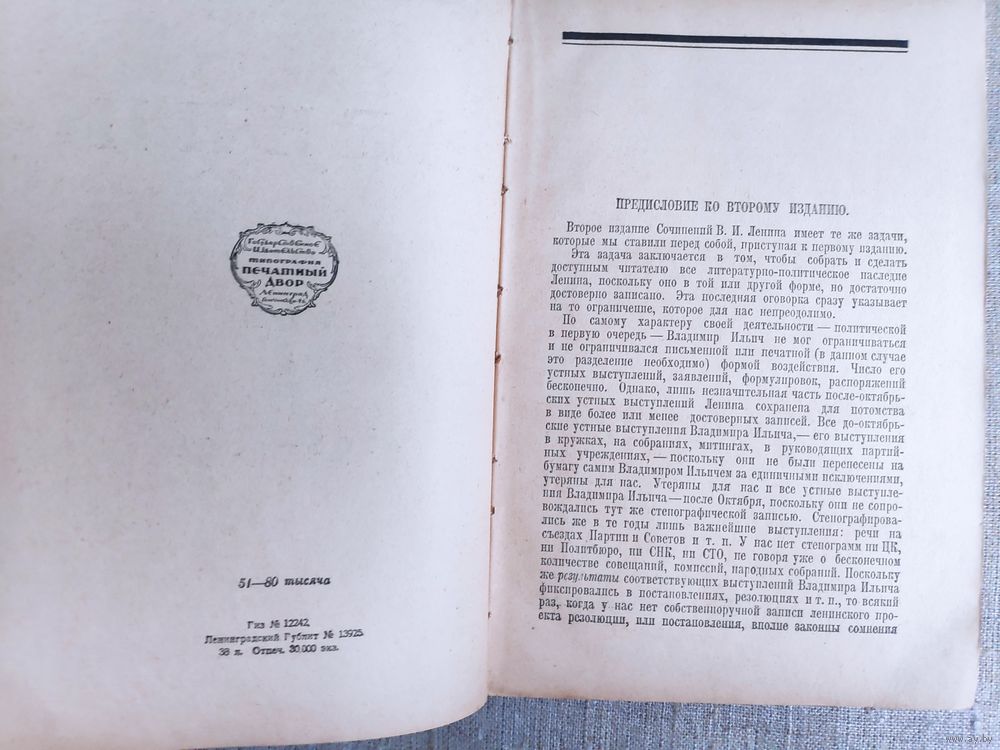 Государственное
Издательство
типография
ПЕЧАТНЫЙ
ДВОР
Ленинград
51—80 тысяча
Гиз № 12242.
Ленинградский Гублит № 13925.
38 л. Отпеч. 30.000 экз.
ПРЕДИСЛОВИЕ КО ВТОРОМУ ИЗДАНИЮ.
Второе издание Сочинений В. И. Ленина имеет те же задачи,
которые мы ставили перед собой, приступая к первому изданию.
Эта задача заключается в том, чтобы собрать и сделать
доступным читателю все литературно-политическое наследие
Ленина, поскольку оно в той или другой форме, но достаточно
достоверно записано. Эта последняя оговорка сразу указывает
на то ограничение, которое для нас непреодолимо.
По самому характеру своей деятельности — политической
в первую очередь — Владимир Ильич не мог ограничиваться
и не ограничивался письменной или печатной (в данном случае
это разделение необходимо) формой воздействия. Число его
устных выступлений, заявлений, формулировок, распоряжений
бесконечно. Однако, лишь незначительная часть после-октябрь-
ских устных выступлений Ленина сохранена для потомства
в виде более или менее достоверных записей. Все до-октябрь-
ские устные выступления Владимира Ильича,— его выступления
в кружках, на собраниях, митингах, в руководящих партий-
ных учреждениях, — поскольку они не были перенесены на
бумагу самим Владимиром Ильичем за единичными исключениями,
утеряны для нас. Утеряны для нас и все устные выступле-
ния Владимира Ильича—после Октября, поскольку они не сопро-
вождались тут же стенографической записью. Стенографирова-
лись же в те годы лишь важнейшие выступления: речи на
съездах Партии и Советов и т. п. У нас нет стенограмм ни ЦК,
ни Политбюро, ни СНК, ни СТО, не говоря уже о бесконечном
количестве совещаний, комиссий, народных собраний. Поскольку
же результаты соответствующих выступлений Владимира Ильича
фиксировались в постановлениях, резолюциях и т. п., то всякий
раз, когда у нас нет собственноручной записи ленинского про-
екта резолюции, или постановления, вполне законны сомнения
www.ay.by